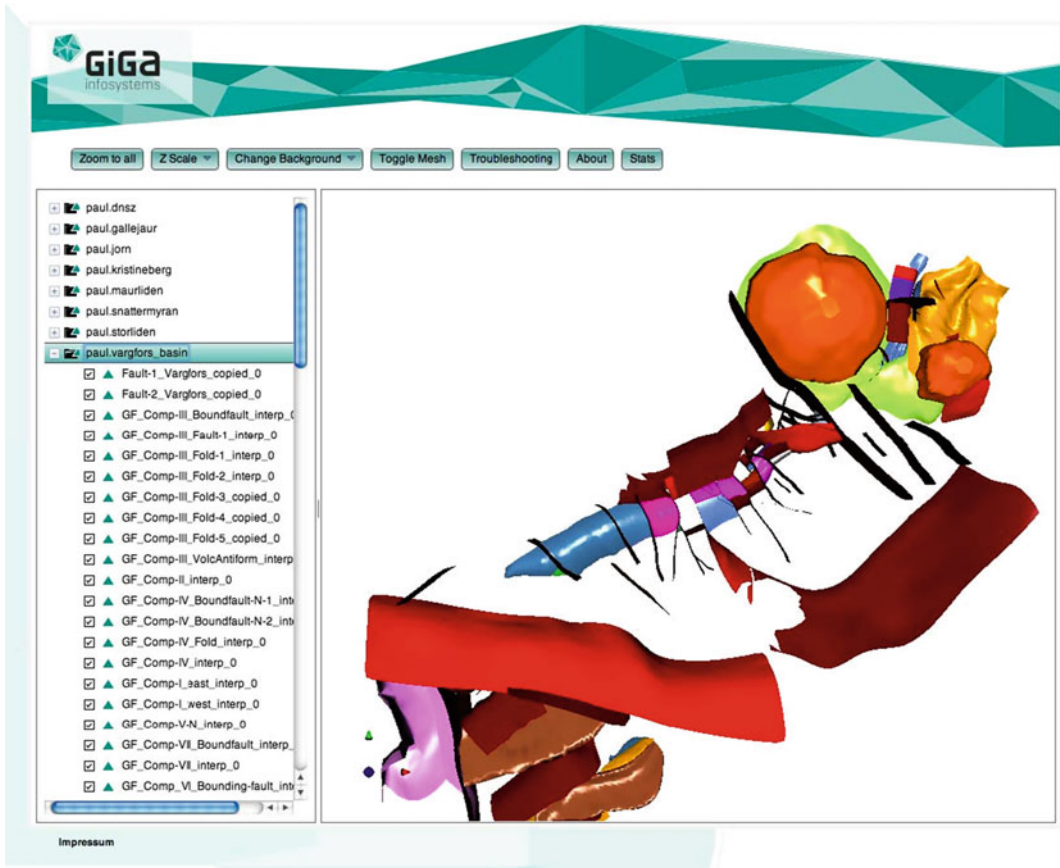 GiGa
infosystems
Zoom to all Z Scale Change Background Toggle Mesh Troubleshooting About Stats
paul.dnsz
paul.gallejaur
paul.jorn
paul.kristineberg
paul.maurliden
paul.snattermyran
paul.storliden
paul.vargfors_basin
Fault-1_Vargfors_copied_0
Fault-2_Vargfors_copied_0
GF_Comp-III_Boundfault_interp_0
GF_Comp-III_Fault-1_interp_0
GF_Comp-III_Fold-1_interp_0
GF_Comp-III_Fold-2_interp_0
GF_Comp-III_Fold-3_copied_0
GF_Comp-III_Fold-4_copied_0
GF_Comp-III_Fold-5_copied_0
GF_Comp-III_VolcAntiform_interp
GF_Comp-II_interp_0
GF_Comp-IV_Boundfault-N-1_inte
GF_Comp-IV_Boundfault-N-2_inte
GF_Comp-IV_Fold_interp_0
GF_Comp-IV_interp_0
GF_Comp-I_east_interp_0
GF_Comp-I_west_interp_0
GF_Comp-V-N_interp_0
GF_Comp-VII_Boundfault_interp_
GF_Comp-VII_interp_0
GF_Comp_VI_Bounding-fault_inte
Impressum